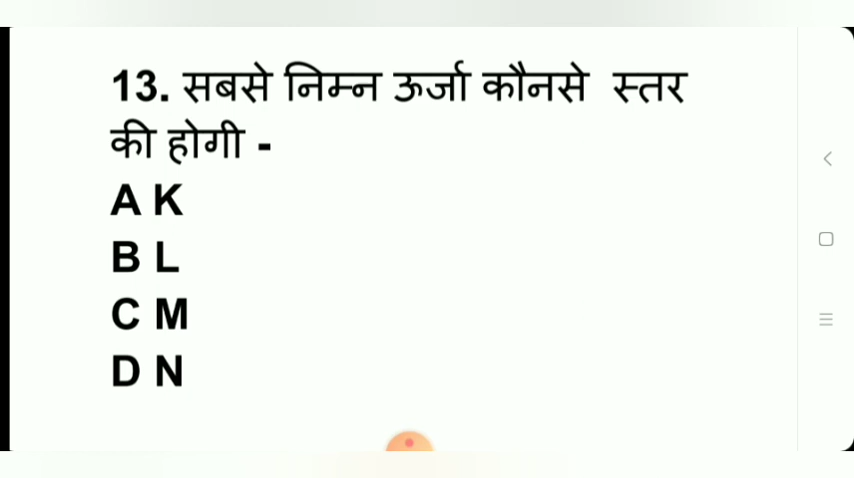 13. सबसे निम्न ऊर्जा कौनसे स्तर
की होगी -
A K
B L
C M
D N